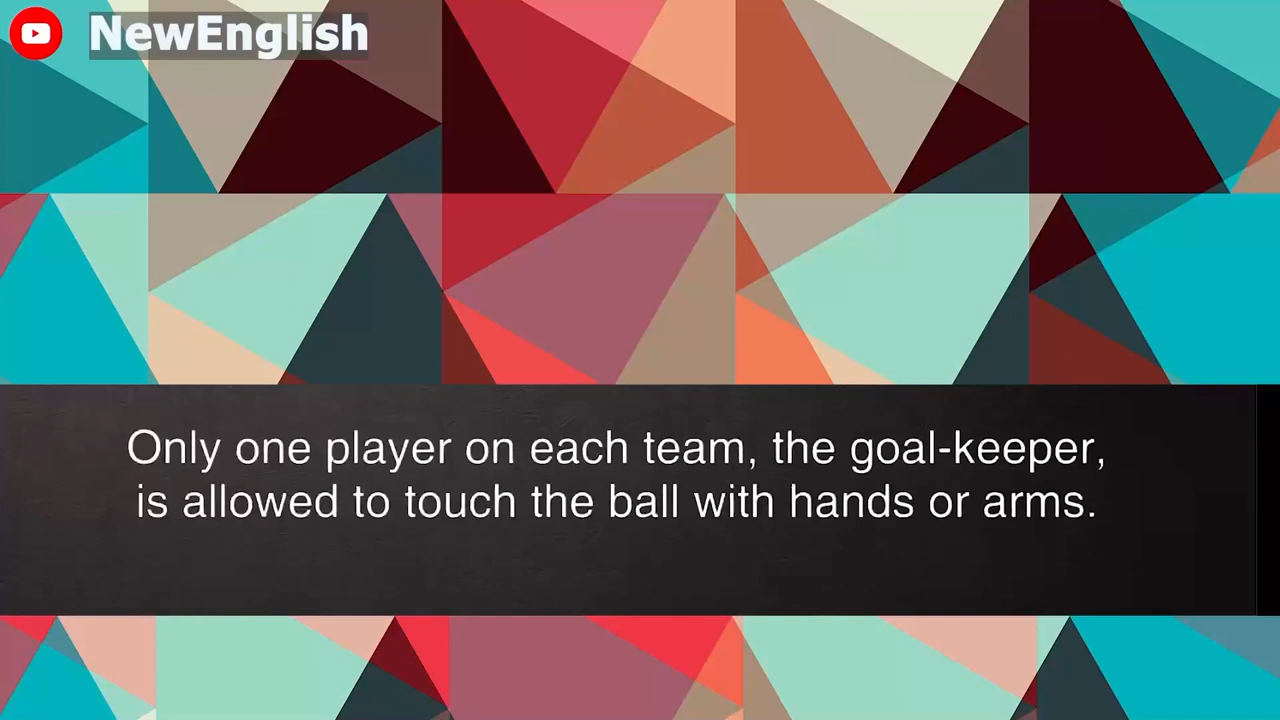 NewEnglish
Only one player on each team, the goal-keeper,
is allowed to touch the ball with hands or arms.